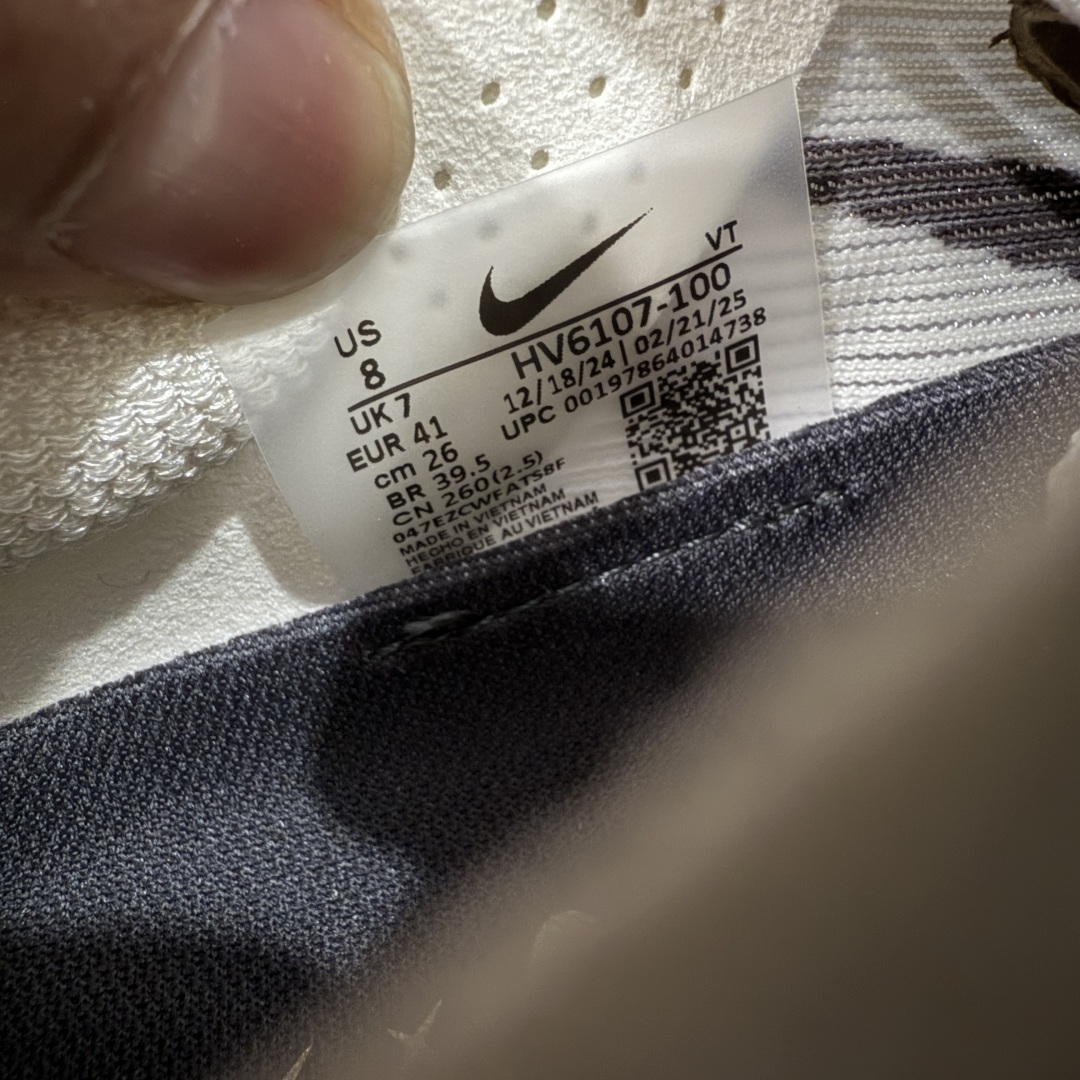 VT
US
8
HV6107-100
12/18/24 | 02/21/25
UPC 00197864014738
UK 7
EUR 41
cm 26
BR 39.5
CN 260(2.5)
047EZCWFATS8F
MADE IN VIETNAM
HECHO EN VIETNAM
FABRIQUE AU VIETNAM